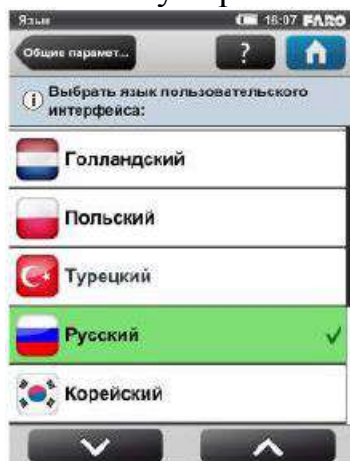 Язык 16:07 FARO
Общие парамет... ?
Выбрать язык пользовательского
интерфейса:
Голландский
Польский
Турецкий
Русский
Корейский